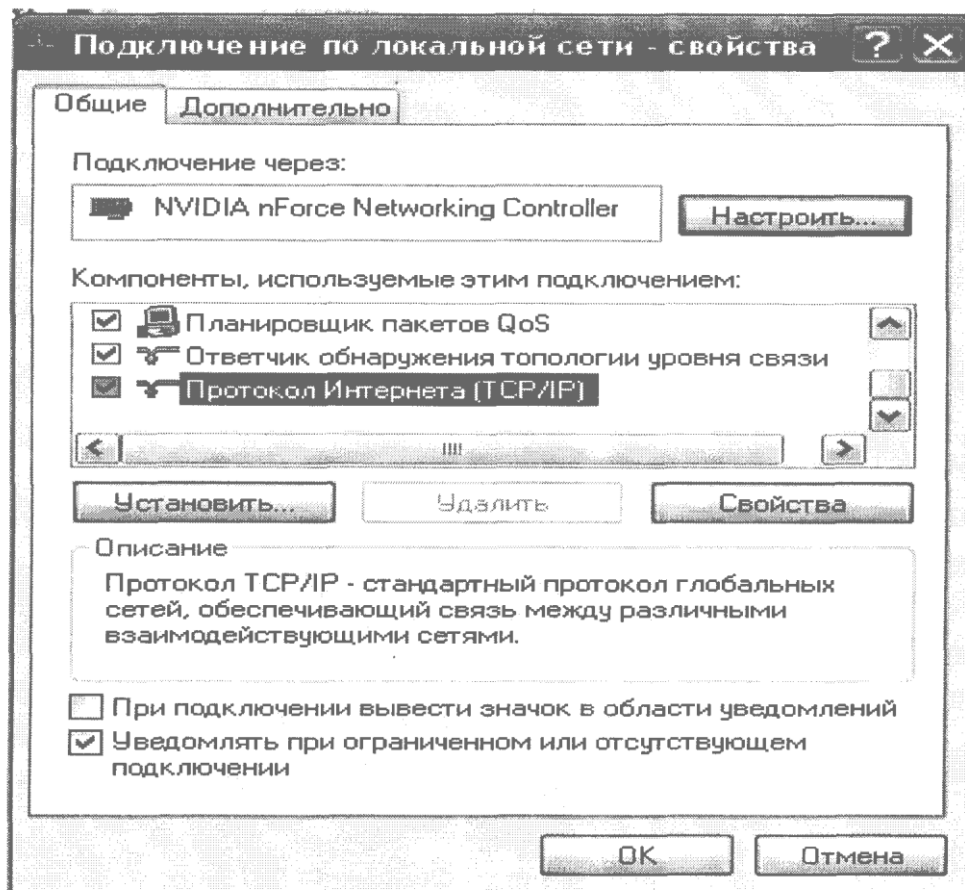 Подключение по локальной сети - свойства
Общие
Дополнительно
Подключение через:
NVIDIA nForce Networking Controller
Настроить...
Компоненты, используемые этим подключением:
Планировщик пакетов QoS
Ответчик обнаружения топологии уровня связи
Протокол Интернета (TCP/IP)
Установить...
Удалить
Свойства
Описание
Протокол TCP/IP - стандартный протокол глобальных
сетей, обеспечивающий связь между различными
взаимодействующими сетями.
При подключении вывести значок в области уведомлений
Уведомлять при ограниченном или отсутствующем
подключении
OK
Отмена